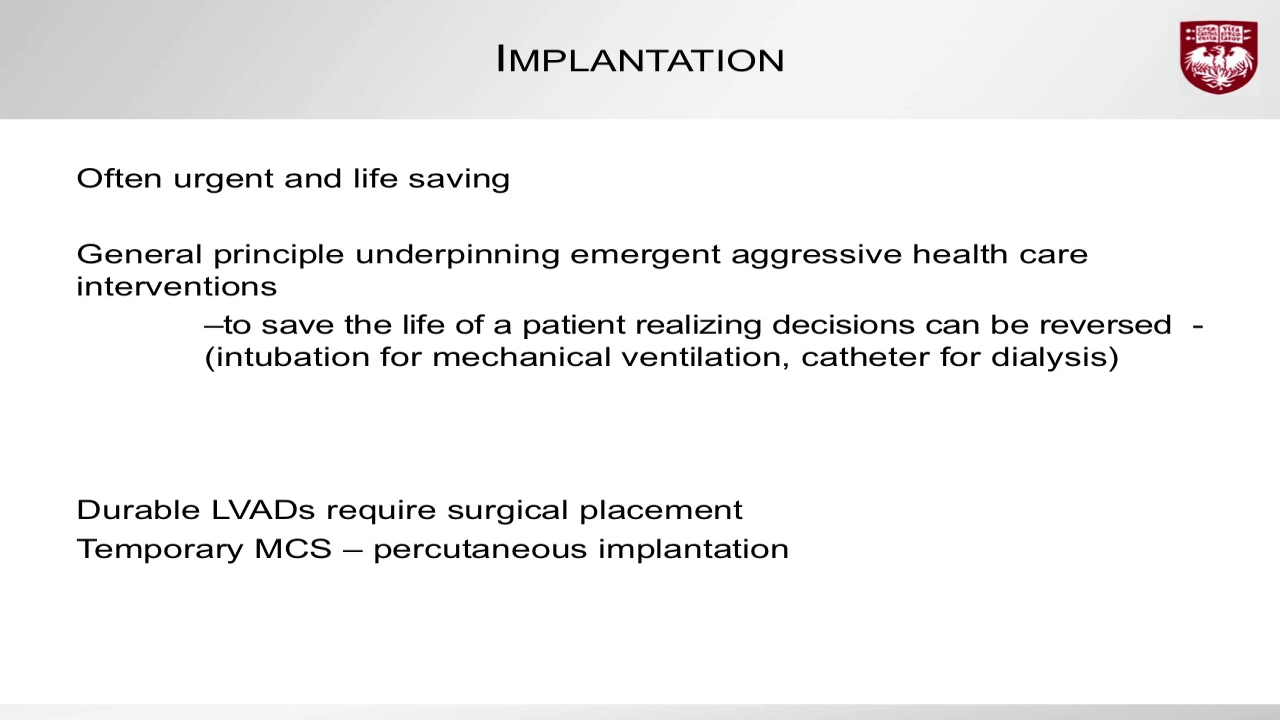 IMPLANTATION
Often urgent and life saving
General principle underpinning emergent aggressive health care
interventions
–to save the life of a patient realizing decisions can be reversed -
(intubation for mechanical ventilation, catheter for dialysis)
Durable LVADs require surgical placement
Temporary MCS – percutaneous implantation